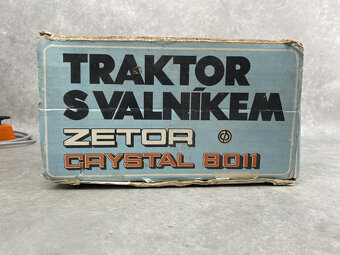 TRAKTOR
S VALNÍKEM
ZETOR
CRYSTAL 8011